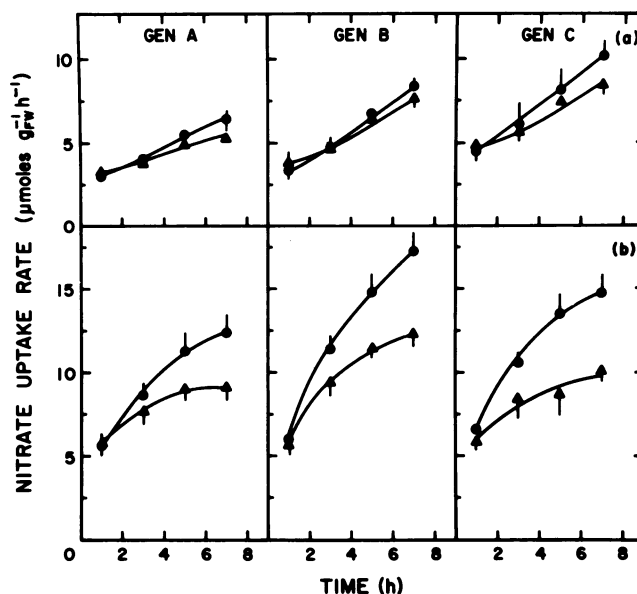 GEN A GEN B GEN C (a)
10
5
0
(b)
15
10
5
0
2 4 6 8 2 4 6 8 2 4 6 8
TIME (h)
NITRATE UPTAKE RATE (μmoles g⁻¹FW h⁻¹)